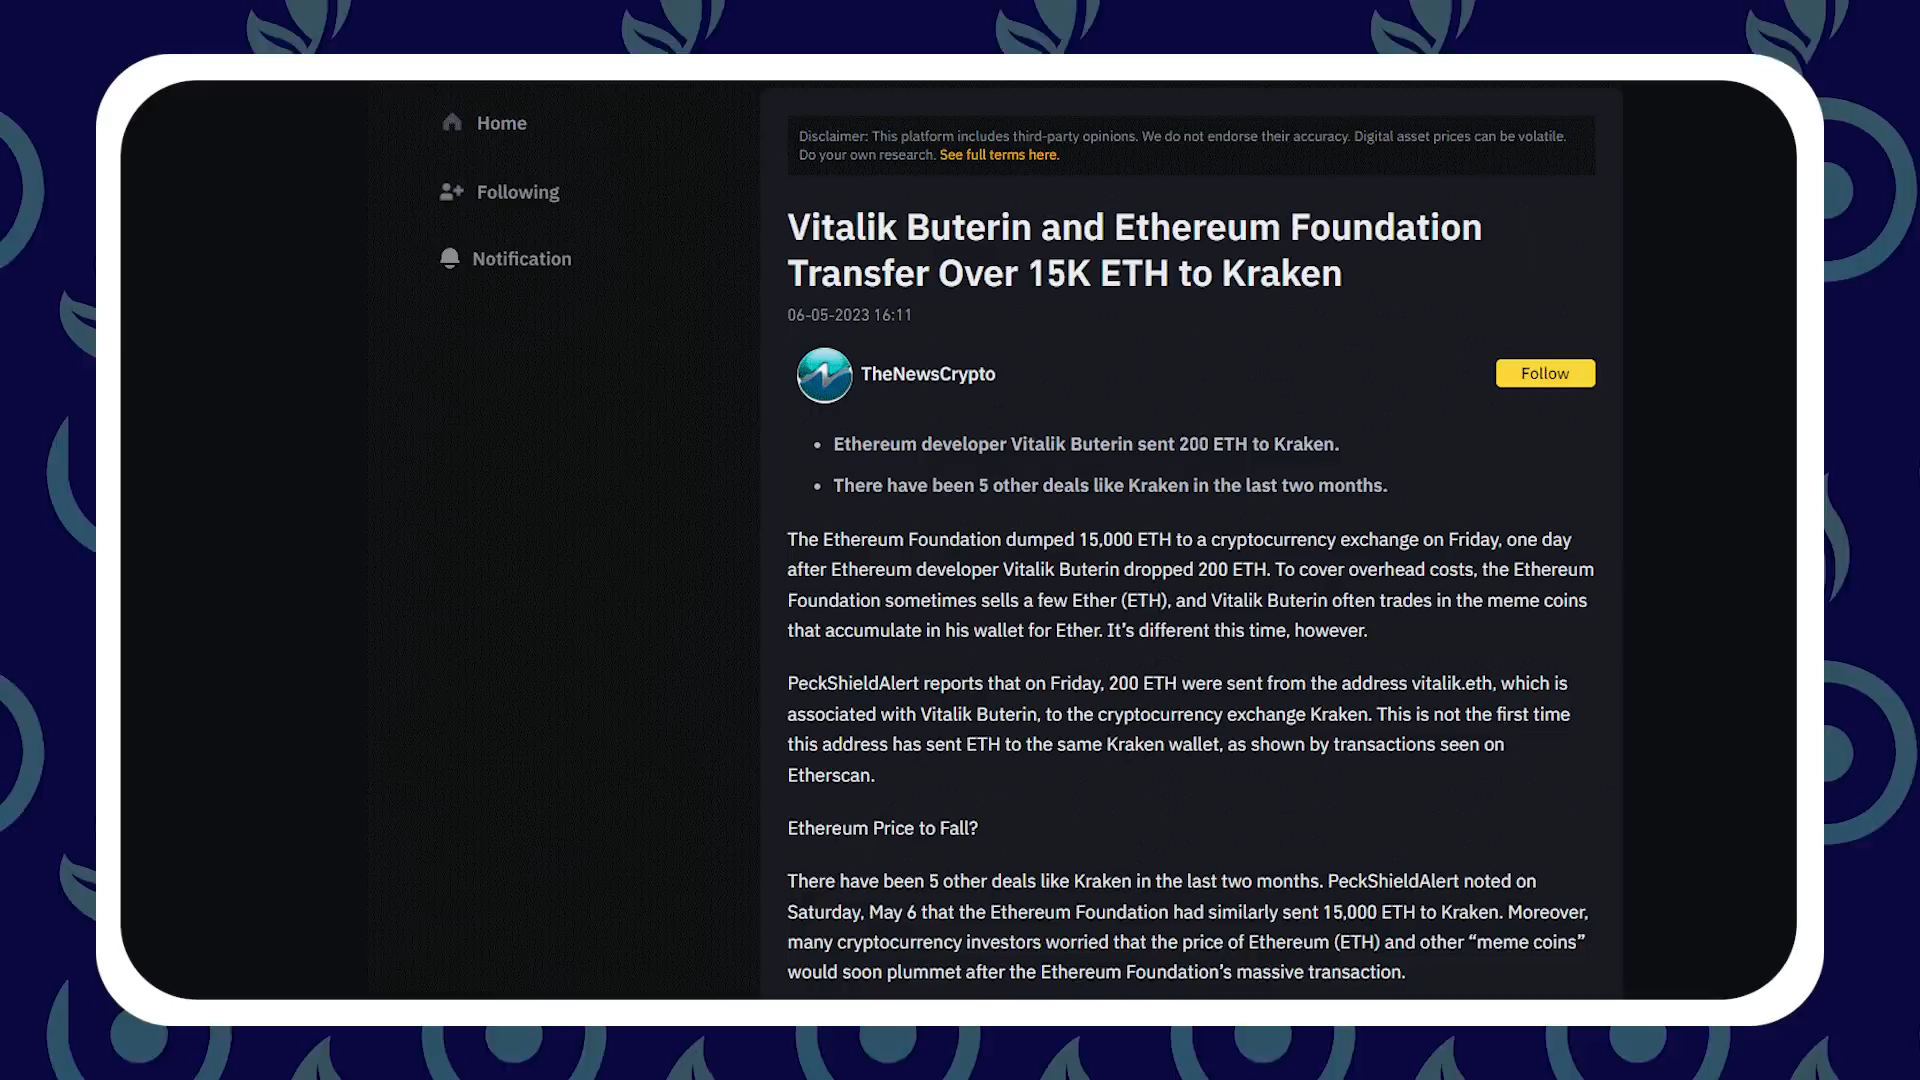 Home
Following
Notification
Disclaimer: This platform includes third-party opinions. We do not endorse their accuracy. Digital asset prices can be volatile.
Do your own research. See full terms here.
Vitalik Buterin and Ethereum Foundation
Transfer Over 15K ETH to Kraken
06-05-2023 16:11
TheNewsCrypto
Follow
• Ethereum developer Vitalik Buterin sent 200 ETH to Kraken.
• There have been 5 other deals like Kraken in the last two months.
The Ethereum Foundation dumped 15,000 ETH to a cryptocurrency exchange on Friday, one day
after Ethereum developer Vitalik Buterin dropped 200 ETH. To cover overhead costs, the Ethereum
Foundation sometimes sells a few Ether (ETH), and Vitalik Buterin often trades in the meme coins
that accumulate in his wallet for Ether. It’s different this time, however.
PeckShieldAlert reports that on Friday, 200 ETH were sent from the address vitalik.eth, which is
associated with Vitalik Buterin, to the cryptocurrency exchange Kraken. This is not the first time
this address has sent ETH to the same Kraken wallet, as shown by transactions seen on
Etherscan.
Ethereum Price to Fall?
There have been 5 other deals like Kraken in the last two months. PeckShieldAlert noted on
Saturday, May 6 that the Ethereum Foundation had similarly sent 15,000 ETH to Kraken. Moreover,
many cryptocurrency investors worried that the price of Ethereum (ETH) and other “meme coins”
would soon plummet after the Ethereum Foundation’s massive transaction.